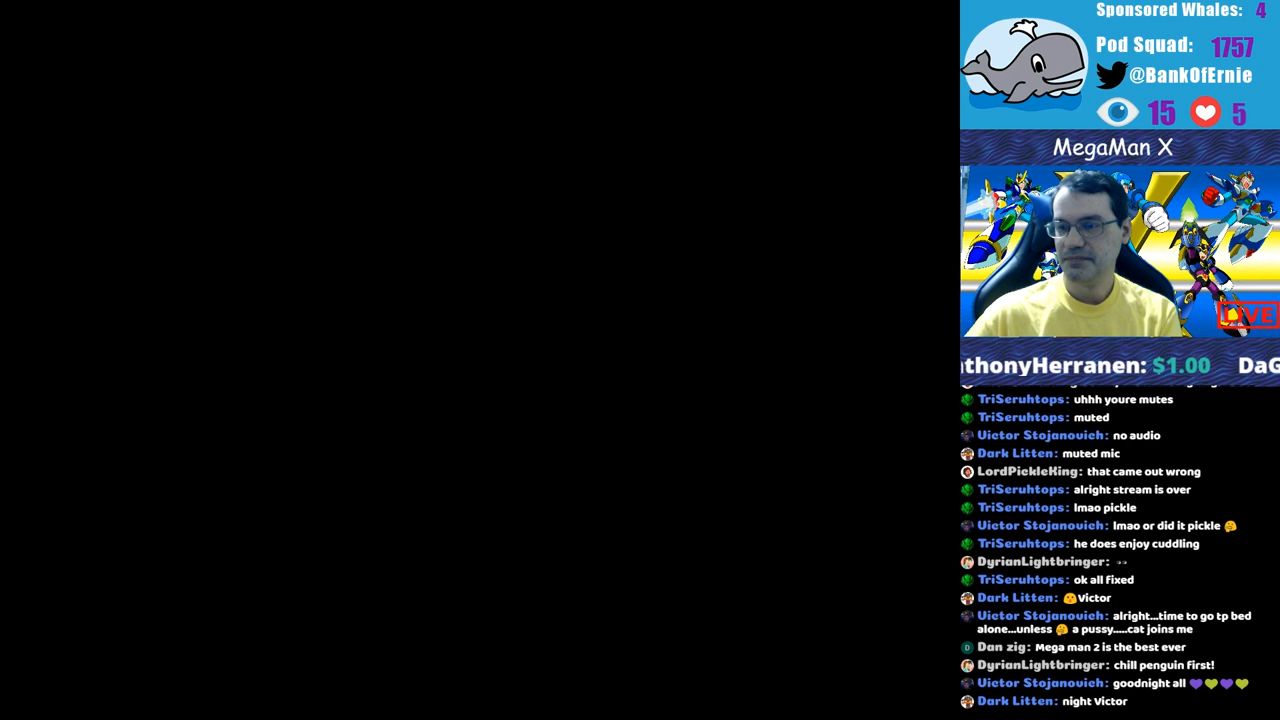 Sponsored Whales: 4
Pod Squad: 1757
@BankOfErnie
15 5
MegaMan X
LIVE
thonyHerranen: $1.00 DaG
TriSeruhtops: uhhh youre mutes
TriSeruhtops: muted
Victor Stojanovich: no audio
Dark Litten: muted mic
LordPickleKing: that came out wrong
TriSeruhtops: alright stream is over
TriSeruhtops: lmao pickle
Victor Stojanovich: lmao or did it pickle 🤗
TriSeruhtops: he does enjoy cuddling
DyrianLightbringer: 👀
TriSeruhtops: ok all fixed
Dark Litten: 😗Victor
Victor Stojanovich: alright...time to go tp bed
alone...unless 🤗 a pussy.....cat joins me
D Dan zig: Mega man 2 is the best ever
DyrianLightbringer: chill penguin first!
Victor Stojanovich: goodnight all 💜💚💜💚
Dark Litten: night Victor